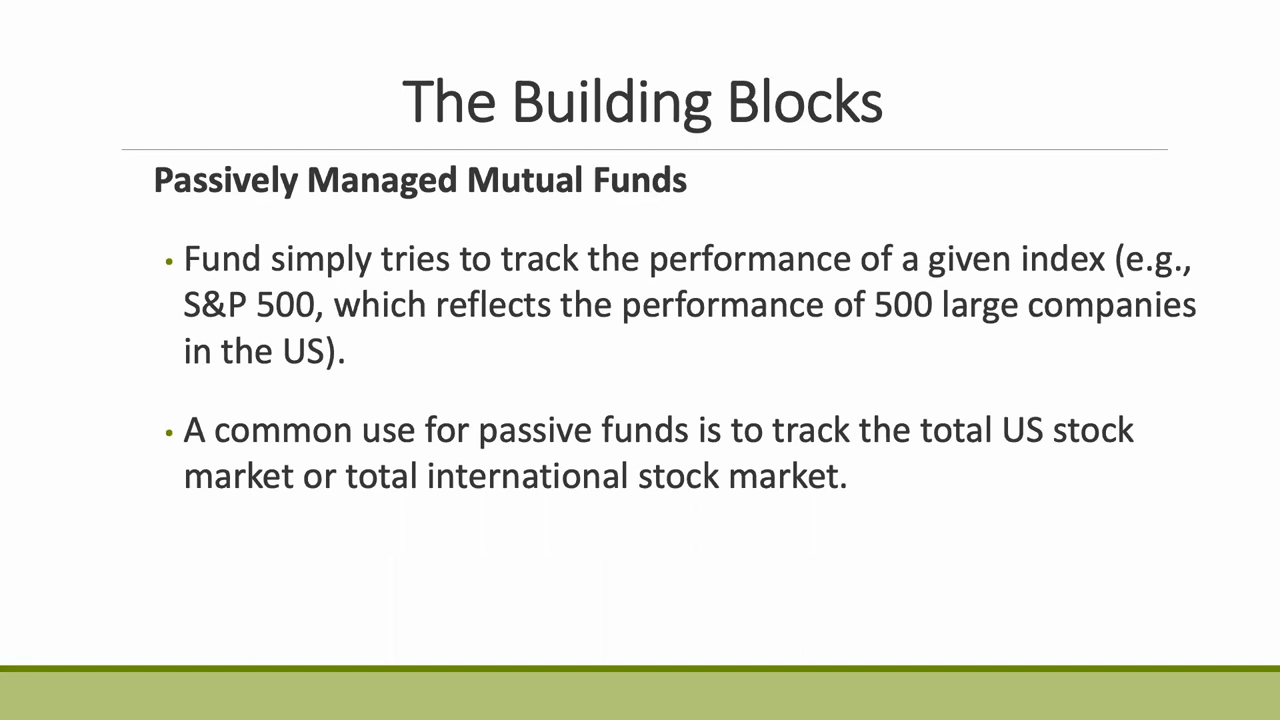 The Building Blocks
Passively Managed Mutual Funds
• Fund simply tries to track the performance of a given index (e.g.,
S&P 500, which reflects the performance of 500 large companies
in the US).
• A common use for passive funds is to track the total US stock
market or total international stock market.